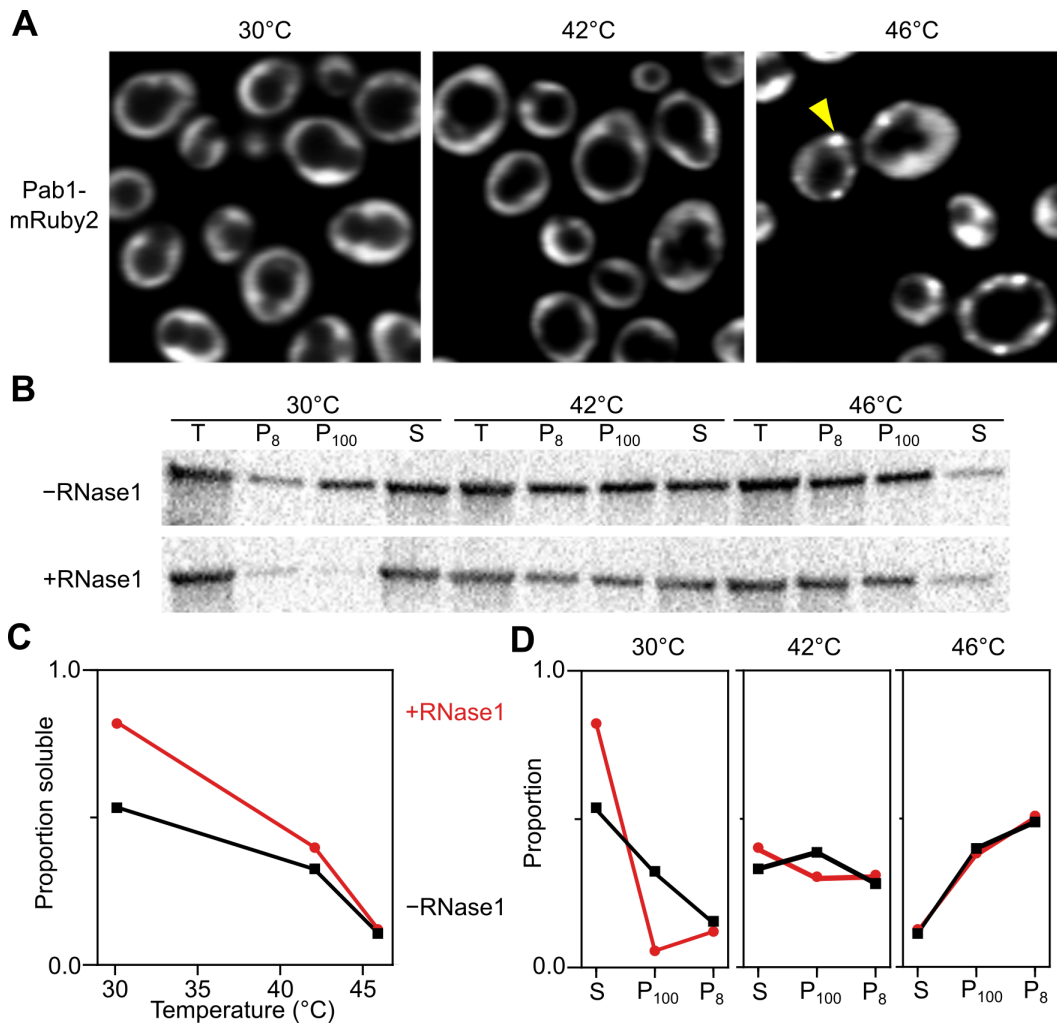 A
30°C 42°C 46°C
Pab1-
mRuby2
B
30°C 42°C 46°C
T P₈ P₁₀₀ S T P₈ P₁₀₀ S T P₈ P₁₀₀ S
−RNase1
+RNase1
C
1.0
Proportion soluble
0.0
30 35 40 45
Temperature (°C)
+RNase1
−RNase1
D
30°C 42°C 46°C
1.0
Proportion
0.0
S P₁₀₀ P₈ S P₁₀₀ P₈ S P₁₀₀ P₈